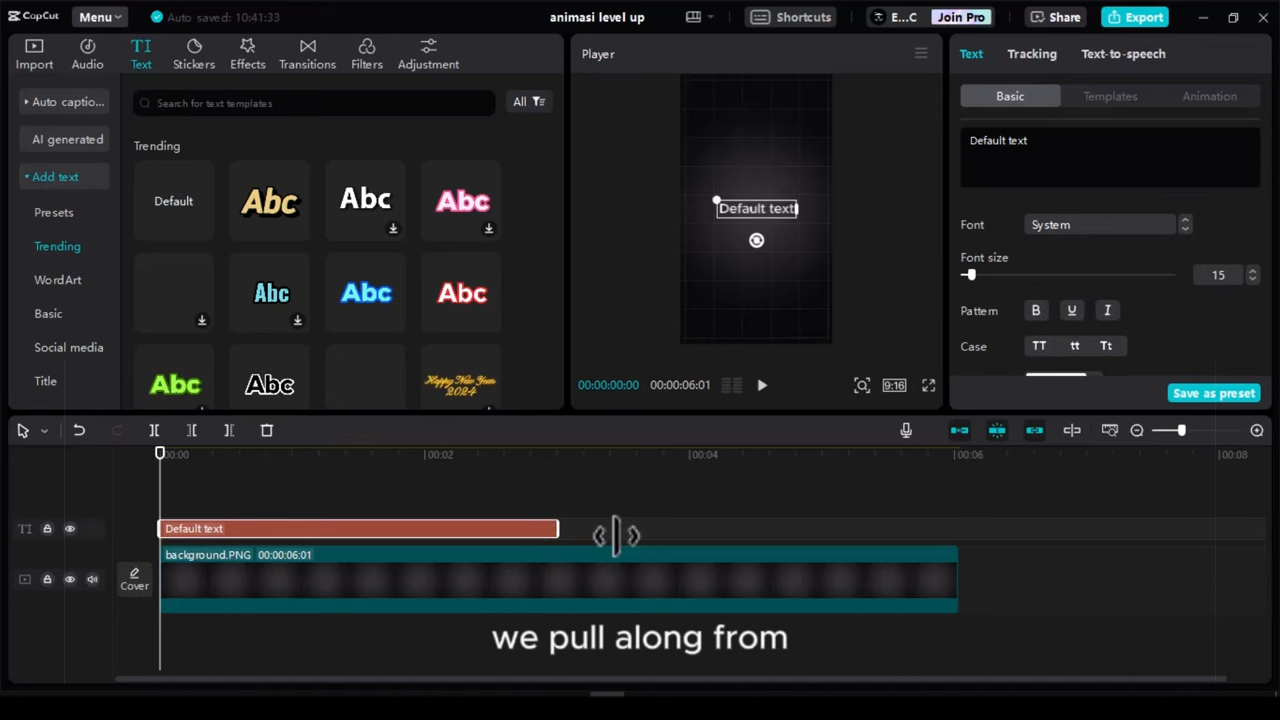 CapCut
Menu
Auto saved: 10:41:33
animasi level up
Shortcuts
E...C
Join Pro
Share
Export
Import
Audio
TI
Text
Stickers
Effects
Transitions
Filters
Adjustment
Auto captio...
AI generated
Add text
Presets
Trending
WordArt
Basic
Social media
Title
Search for text templates
All
Trending
Default
Abc
Abc
Abc
Abc
Abc
Abc
Abc
Abc
Happy New Year
2024
Player
Default text
00:00:00:00
00:00:06:01
9:16
Text
Tracking
Text-to-speech
Basic
Templates
Animation
Default text
Font
System
Font size
15
Pattern
B
U
I
Case
TT
tt
Tt
Save as preset
00:00
00:02
00:04
00:06
00:08
TI
Default text
background.PNG 00:00:06:01
Cover
we pull along from